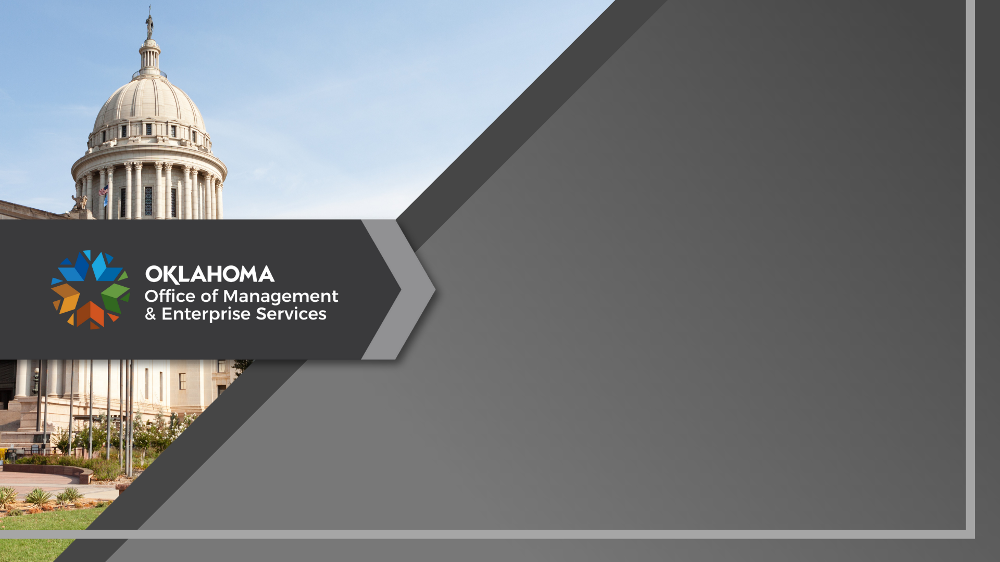 OKLAHOMA
Office of Management
& Enterprise Services